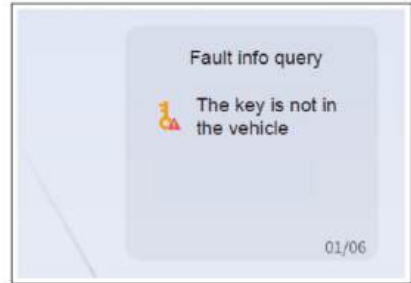 Fault info query
The key is not in
the vehicle
01/06